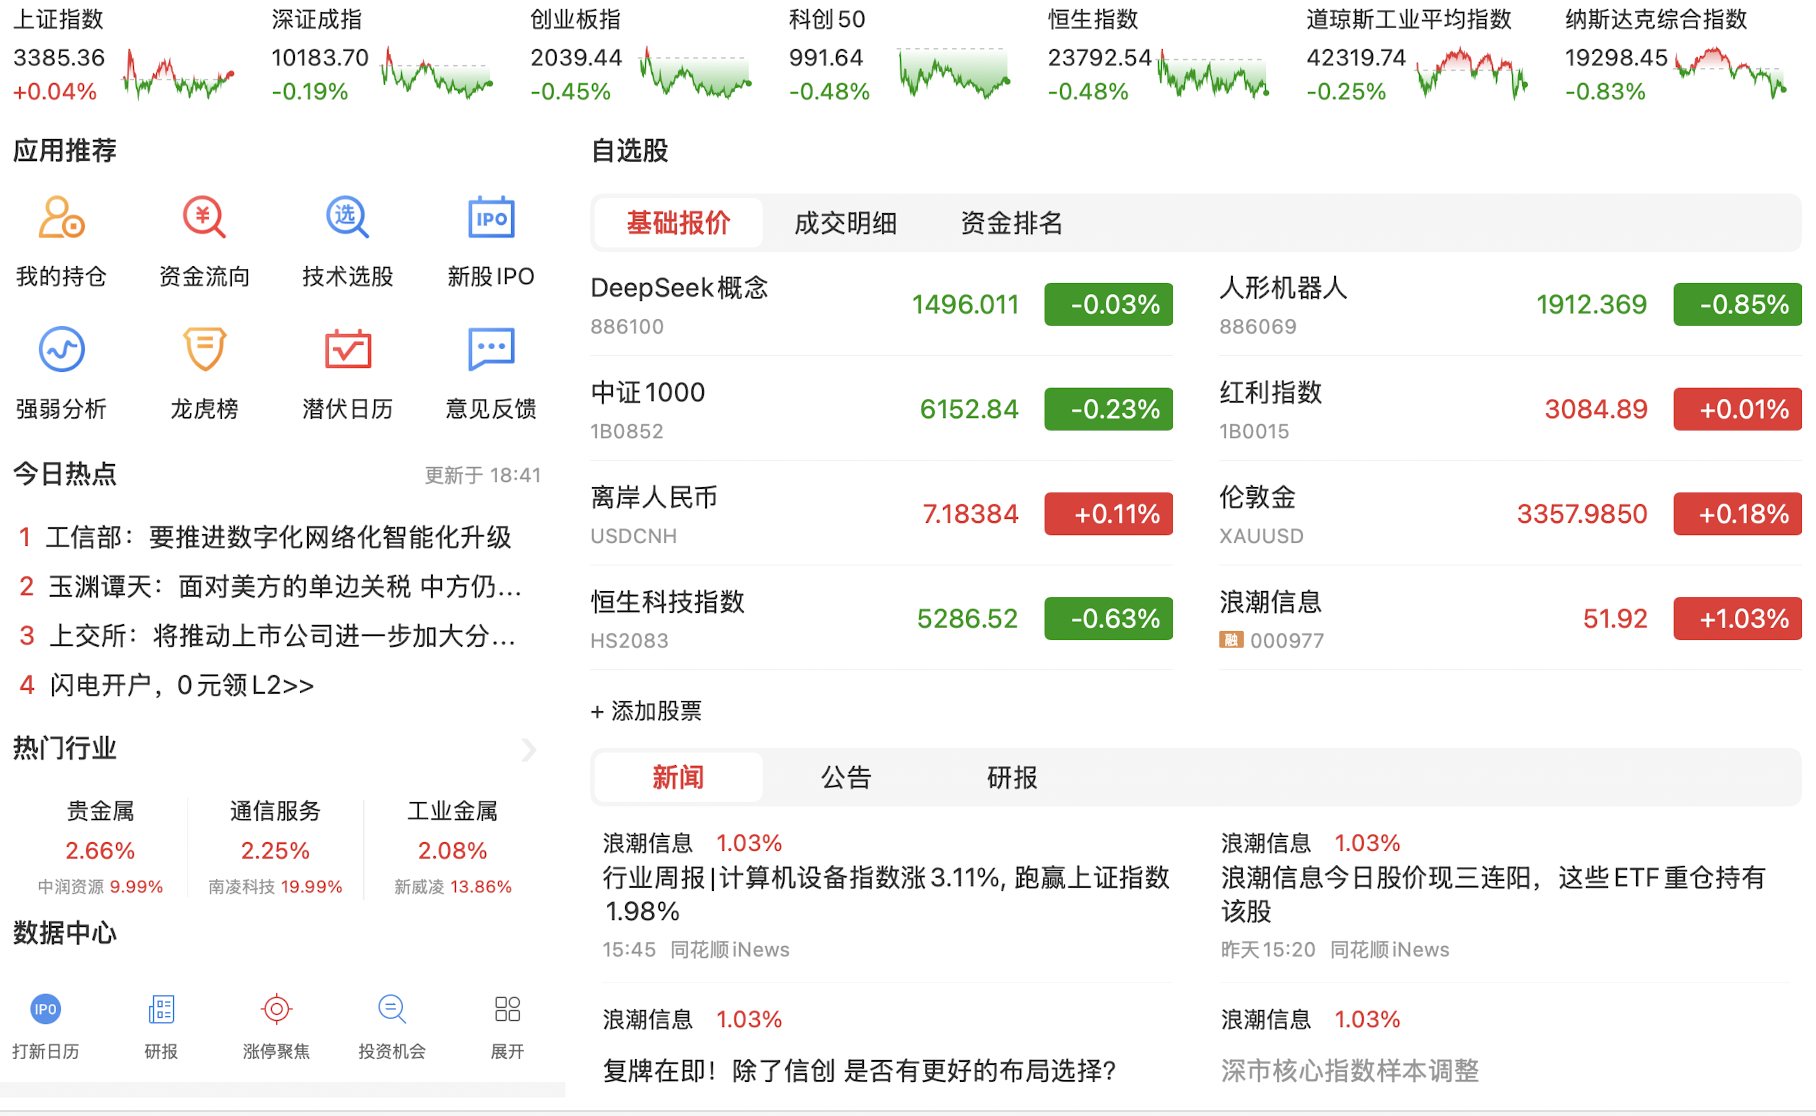 上证指数
3385.36
+0.04%
深证成指
10183.70
-0.19%
创业板指
2039.44
-0.45%
科创50
991.64
-0.48%
恒生指数
23792.54
-0.48%
道琼斯工业平均指数
42319.74
-0.25%
纳斯达克综合指数
19298.45
-0.83%
应用推荐
¥
选
IPO
我的持仓
资金流向
技术选股
新股IPO
强弱分析
龙虎榜
潜伏日历
意见反馈
今日热点
更新于 18:41
1 工信部：要推进数字化网络化智能化升级
2 玉渊谭天：面对美方的单边关税 中方仍...
3 上交所：将推动上市公司进一步加大分...
4 闪电开户，0元领L2>>
热门行业
贵金属
2.66%
中润资源 9.99%
通信服务
2.25%
南凌科技 19.99%
工业金属
2.08%
新威凌 13.86%
数据中心
IPO
打新日历
研报
涨停聚焦
投资机会
展开
自选股
基础报价
成交明细
资金排名
DeepSeek概念
886100
1496.011
-0.03%
人形机器人
886069
1912.369
-0.85%
中证1000
1B0852
6152.84
-0.23%
红利指数
1B0015
3084.89
+0.01%
离岸人民币
USDCNH
7.18384
+0.11%
伦敦金
XAUUSD
3357.9850
+0.18%
恒生科技指数
HS2083
5286.52
-0.63%
浪潮信息
融 000977
51.92
+1.03%
+ 添加股票
新闻
公告
研报
浪潮信息 1.03%
行业周报|计算机设备指数涨3.11%, 跑赢上证指数
1.98%
15:45 同花顺iNews
浪潮信息 1.03%
浪潮信息今日股价现三连阳，这些ETF重仓持有
该股
昨天15:20 同花顺iNews
浪潮信息 1.03%
复牌在即！除了信创 是否有更好的布局选择?
浪潮信息 1.03%
深市核心指数样本调整